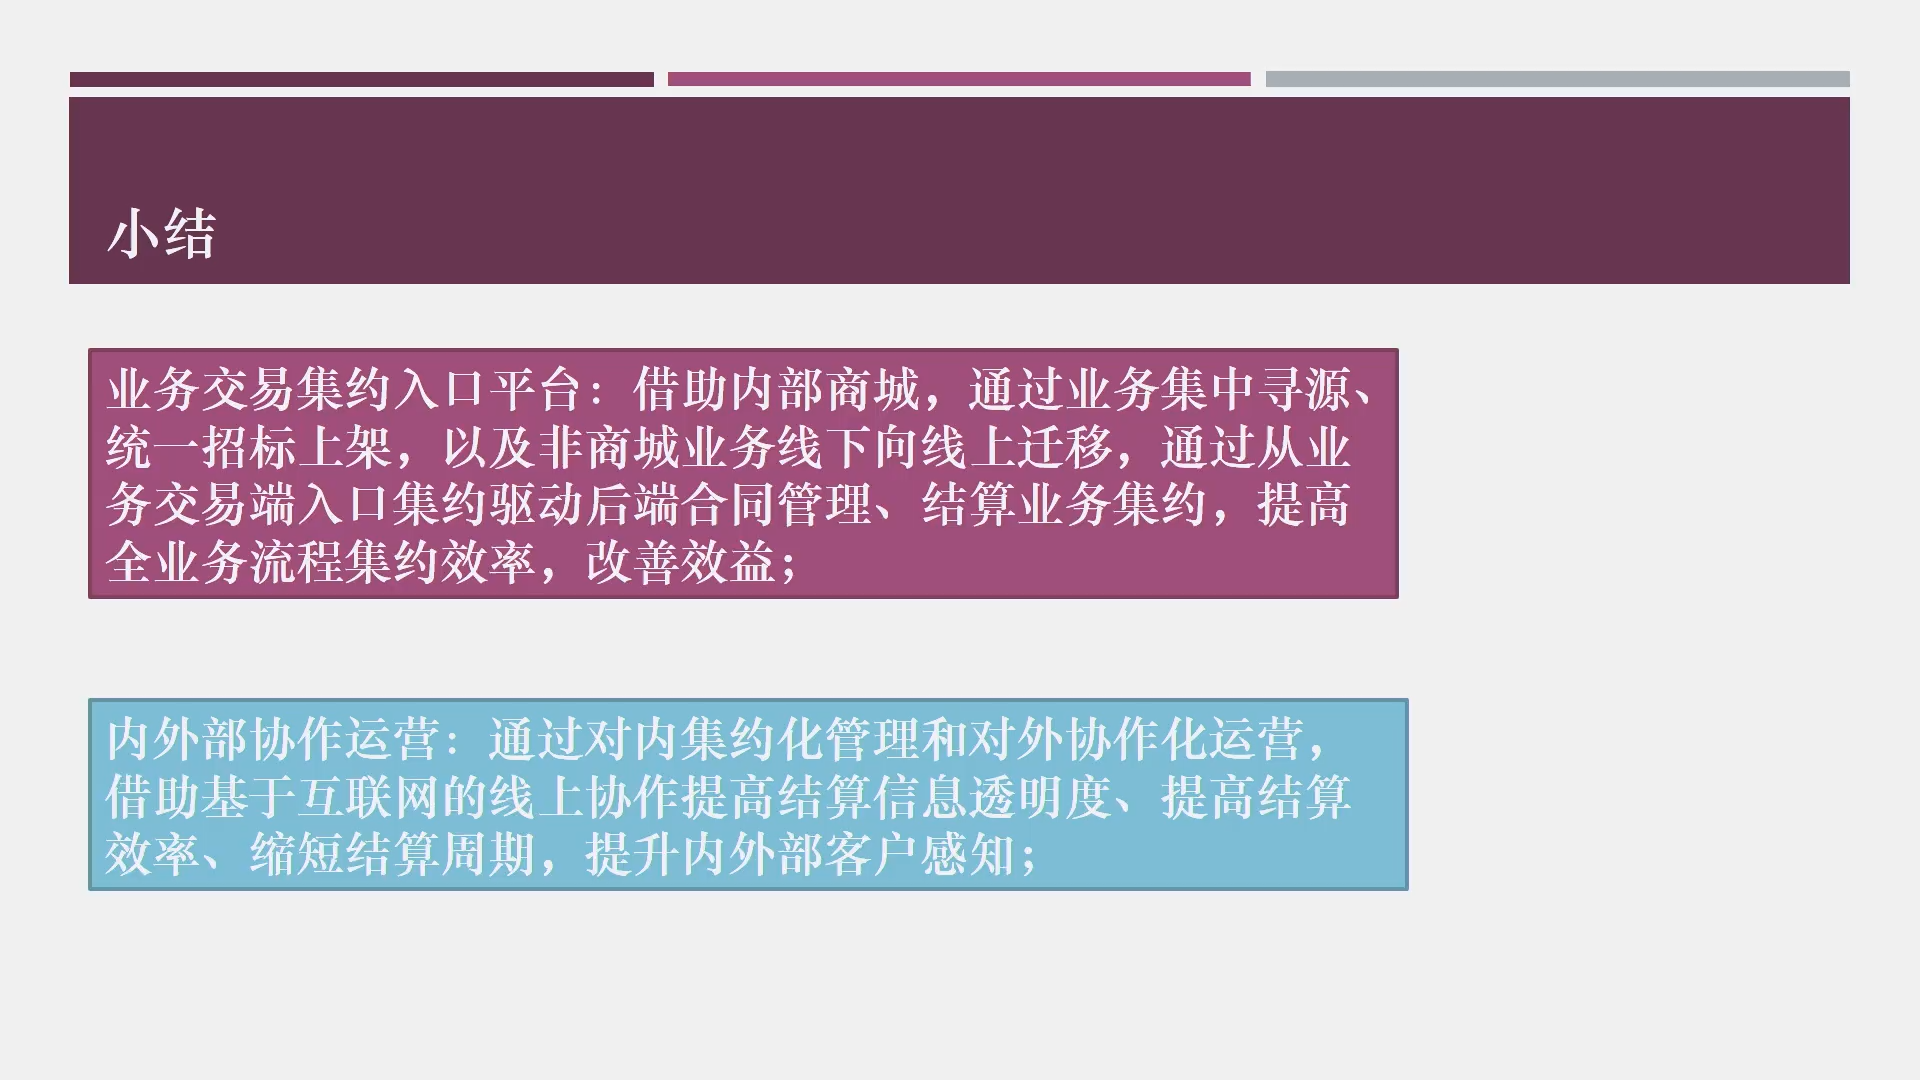 小结
业务交易集约入口平台：借助内部商城，通过业务集中寻源、
统一招标上架，以及非商城业务线下向线上迁移，通过从业
务交易端入口集约驱动后端合同管理、结算业务集约，提高
全业务流程集约效率，改善效益；
内外部协作运营：通过对内集约化管理和对外协作化运营，
借助基于互联网的线上协作提高结算信息透明度、提高结算
效率、缩短结算周期，提升内外部客户感知；